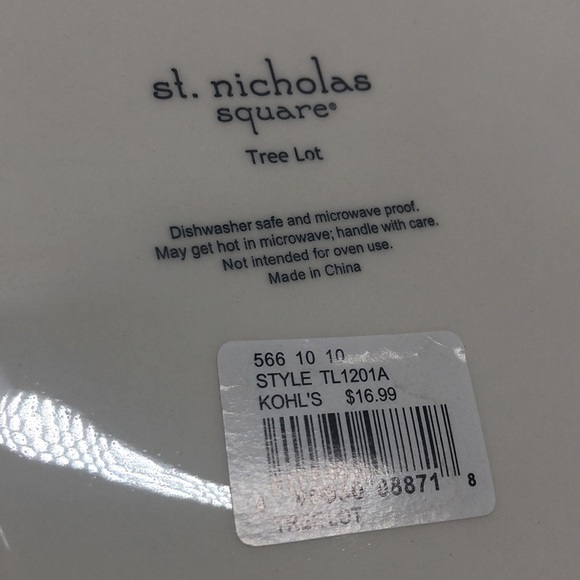 st. nicholas
square®
Tree Lot
Dishwasher safe and microwave proof.
May get hot in microwave; handle with care.
Not intended for oven use.
Made in China
566 10 10
STYLE TL1201A
KOHL'S $16.99
08871 8